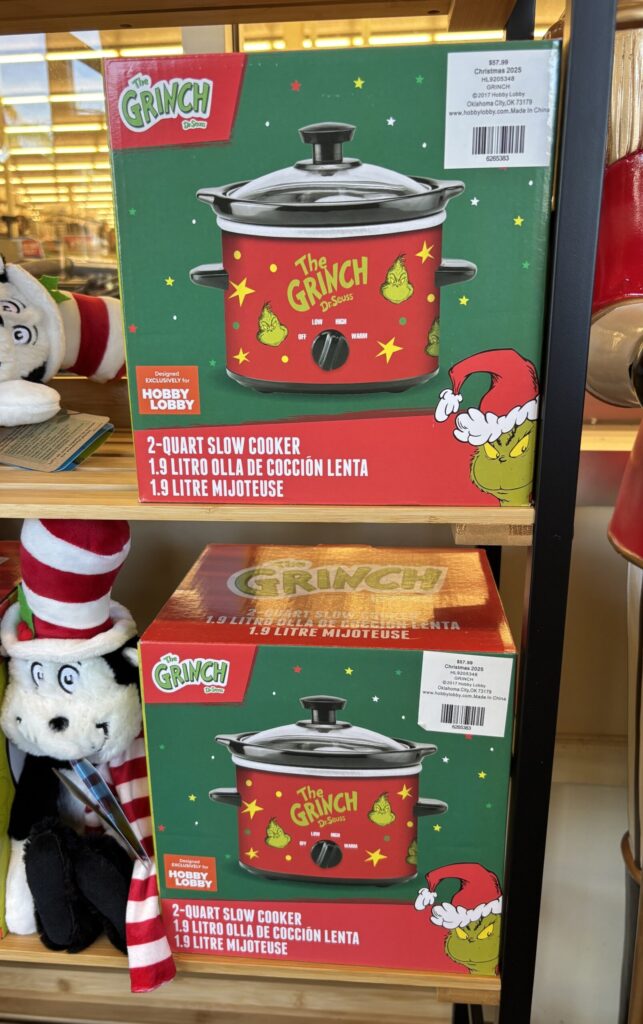 The
GRINCH
Dr. Seuss
$57.99
Christmas 2025
HL9205348
GRINCH
©2017 Hobby Lobby
Oklahoma City,OK 73179
www.hobbylobby.com.Made In China
6265383
The
GRINCH
Dr. Seuss
LOW HIGH
OFF WARM
Designed
EXCLUSIVELY for
HOBBY
LOBBY
2-QUART SLOW COOKER
1.9 LITRO OLLA DE COCCIÓN LENTA
1.9 LITRE MIJOTEUSE
The
GRINCH
2-QUART SLOW COOKER
1.9 LITRO OLLA DE COCCIÓN LENTA
1.9 LITRE MIJOTEUSE
The
GRINCH
Dr. Seuss
$57.99
Christmas 2025
HL9205348
GRINCH
©2017 Hobby Lobby
Oklahoma City,OK 73179
www.hobbylobby.com.Made In China
6265383
The
GRINCH
Dr. Seuss
LOW HIGH
OFF WARM
Designed
EXCLUSIVELY for
HOBBY
LOBBY
2-QUART SLOW COOKER
1.9 LITRO OLLA DE COCCIÓN LENTA
1.9 LITRE MIJOTEUSE